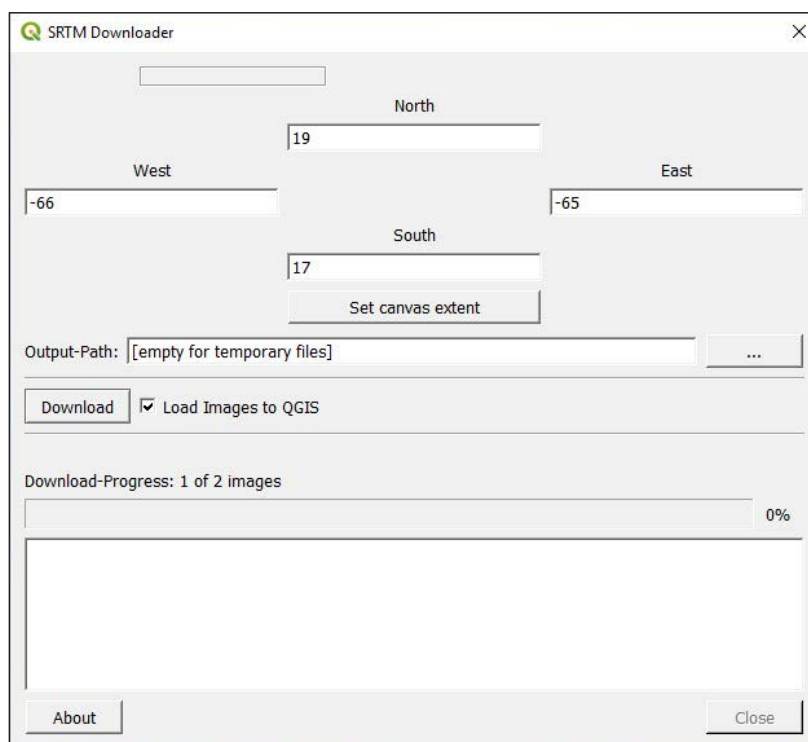 SRTM Downloader
North
19
West East
-66 -65
South
17
Set canvas extent
Output-Path: [empty for temporary files] ...
Download Load Images to QGIS
Download-Progress: 1 of 2 images
0%
About Close